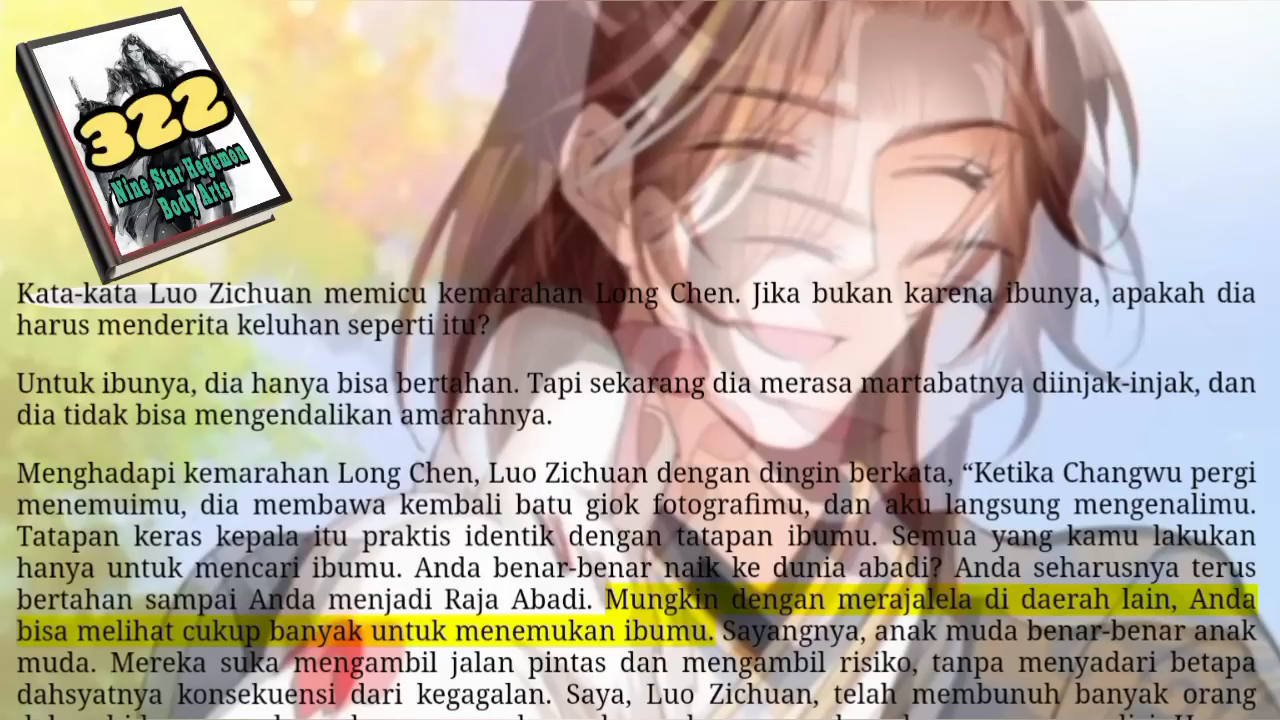 322
Nine Star Hegemon
Body Arts
Kata-kata Luo Zichuan memicu kemarahan Long Chen. Jika bukan karena ibunya, apakah dia
harus menderita keluhan seperti itu?
Untuk ibunya, dia hanya bisa bertahan. Tapi sekarang dia merasa martabatnya diinjak-injak, dan
dia tidak bisa mengendalikan amarahnya.
Menghadapi kemarahan Long Chen, Luo Zichuan dengan dingin berkata, “Ketika Changwu pergi
menemuimu, dia membawa kembali batu giok fotografimu, dan aku langsung mengenalimu.
Tatapan keras kepala itu praktis identik dengan tatapan ibumu. Semua yang kamu lakukan
hanya untuk mencari ibumu. Anda benar-benar naik ke dunia abadi? Anda seharusnya terus
bertahan sampai Anda menjadi Raja Abadi. Mungkin dengan merajalela di daerah lain, Anda
bisa melihat cukup banyak untuk menemukan ibumu. Sayangnya, anak muda benar-benar anak
muda. Mereka suka mengambil jalan pintas dan mengambil risiko, tanpa menyadari betapa
dahsyatnya konsekuensi dari kegagalan. Saya, Luo Zichuan, telah membunuh banyak orang